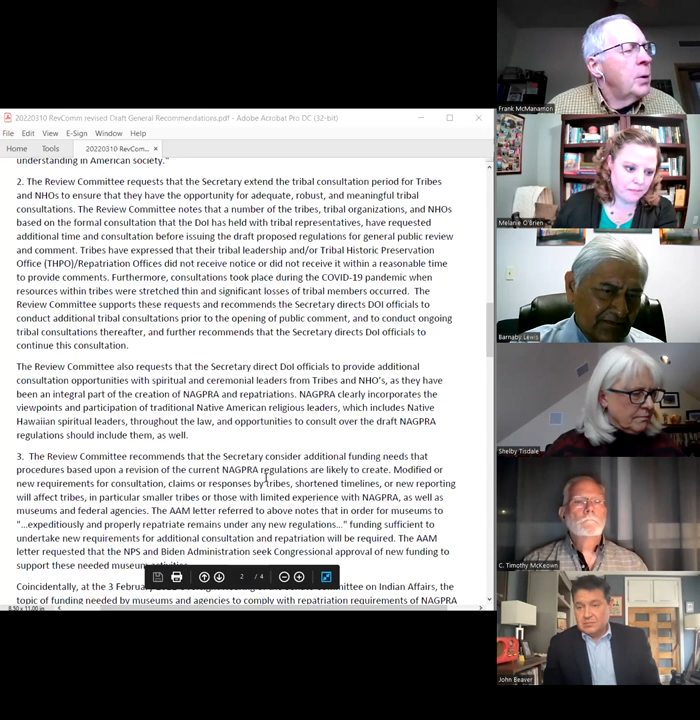 20220310 RevComm revised Draft General Recommendations.pdf - Adobe Acrobat Pro DC (32-bit)
File Edit View E-Sign Window Help
Home Tools 20220310 RevCom... ×
understanding in American society."
2. The Review Committee requests that the Secretary extend the tribal consultation period for Tribes
and NHOs to ensure that they have the opportunity for adequate, robust, and meaningful tribal
consultations. The Review Committee notes that a number of the tribes, tribal organizations, and NHOs
based on the formal consultation that the DoI has held with tribal representatives, have requested
additional time and consultation before issuing the draft proposed regulations for general public review
and comment. Tribes have expressed that their tribal leadership and/or Tribal Historic Preservation
Office (THPO)/Repatriation Offices did not receive notice or did not receive it within a reasonable time
to provide comments. Furthermore, consultations took place during the COVID-19 pandemic when
resources within tribes were stretched thin and significant losses of tribal members occurred. The
Review Committee supports these requests and recommends the Secretary directs DOI officials to
conduct additional tribal consultations prior to the opening of public comment, and to conduct ongoing
tribal consultations thereafter, and further recommends that the Secretary directs DoI officials to
continue this consultation.
The Review Committee also requests that the Secretary direct DoI officials to provide additional
consultation opportunities with spiritual and ceremonial leaders from Tribes and NHO's, as they have
been an integral part of the creation of NAGPRA and repatriations. NAGPRA clearly incorporates the
viewpoints and participation of traditional Native American religious leaders, which includes Native
Hawaiian spiritual leaders, throughout the law, and opportunities to consult over the draft NAGPRA
regulations should include them, as well.
3. The Review Committee recommends that the Secretary consider additional funding needs that
procedures based upon a revision of the current NAGPRA regulations are likely to create. Modified or
new requirements for consultation, claims or responses by tribes, shortened timelines, or new reporting
will affect tribes, in particular smaller tribes or those with limited experience with NAGPRA, as well as
museums and federal agencies. The AAM letter referred to above notes that in order for museums to
"...expeditiously and properly repatriate remains under any new regulations..." funding sufficient to
undertake new requirements for additional consultation and repatriation will be required. The AAM
letter requested that the NPS and Biden Administration seek Congressional approval of new funding to
support these needed museum
2 / 4
Coincidentally, at the 3 February on Indian Affairs, the
topic of funding needed by museums and agencies to comply with repatriation requirements of NAGPRA
8.50 x 11.00 in
Frank McManamon
Melanie O'Brien
Barnaby Lewis
Shelby Tisdale
C. Timothy McKeown
John Beaver